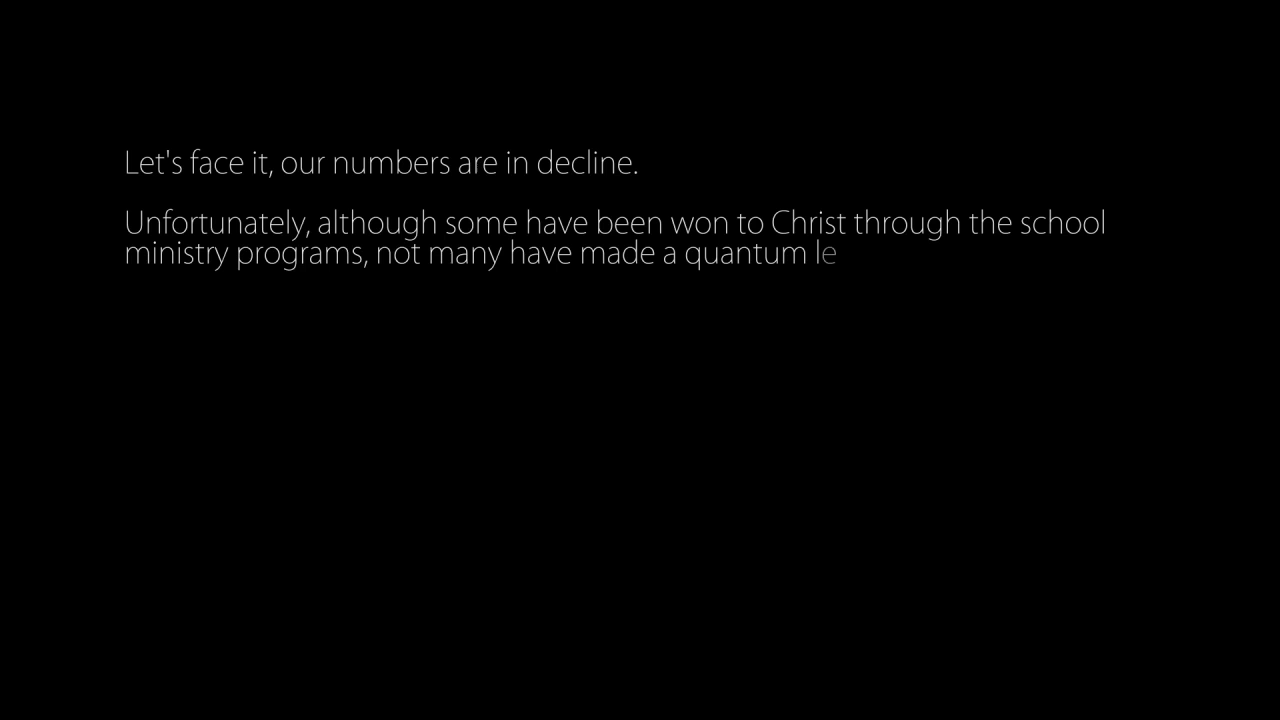 Let's face it, our numbers are in decline.
Unfortunately, although some have been won to Christ through the school
ministry programs, not many have made a quantum le